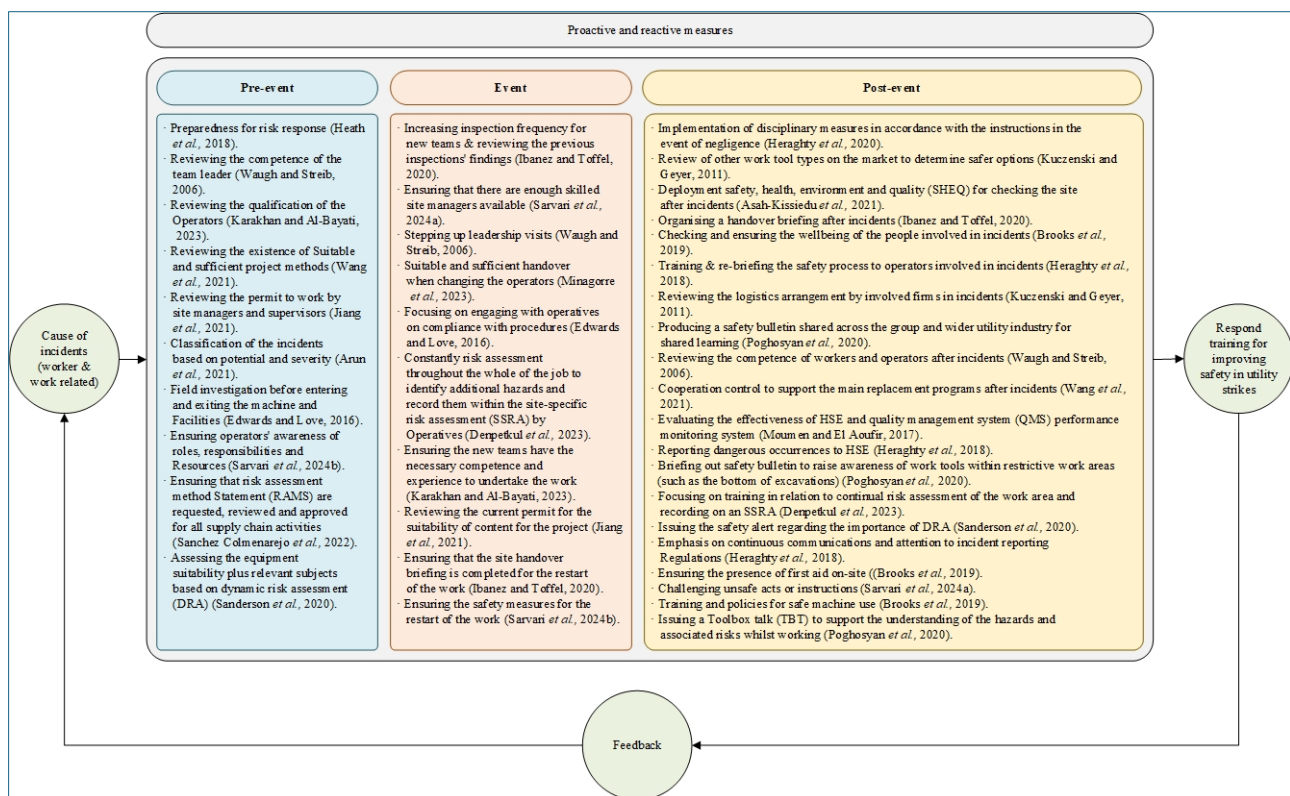 Proactive and reactive measures
Pre-event
· Preparedness for risk response (Heath
et al., 2018).
· Reviewing the competence of the
team leader (Waugh and Streib,
2006).
· Reviewing the qualification of the
Operators (Karakhan and Al-Bayati,
2023).
· Reviewing the existence of Suitable
and sufficient project methods (Wang
et al., 2021).
· Reviewing the permit to work by
site managers and supervisors (Jiang
et al., 2021).
· Classification of the incidents
based on potential and severity (Arun
et al., 2021).
· Field investigation before entering
and exiting the machine and
Facilities (Edwards and Love, 2016).
· Ensuring operators' awareness of
roles, responsibilities and
Resources (Sarvari et al., 2024b).
· Ensuring that risk assessment
method Statement (RAMS) are
requested, reviewed and approved
for all supply chain activities
(Sanchez Colmenarejo et al., 2022).
· Assessing the equipment
suitability plus relevant subjects
based on dynamic risk assessment
(DRA) (Sanderson et al., 2020).
Event
· Increasing inspection frequency for
new teams & reviewing the previous
inspections' findings (Ibanez and Toffel,
2020).
· Ensuring that there are enough skilled
site managers available (Sarvari et al.,
2024a).
· Stepping up leadership visits (Waugh and
Streib, 2006).
· Suitable and sufficient handover
when changing the operators (Minagorre
et al., 2023).
· Focusing on engaging with operatives
on compliance with procedures (Edwards
and Love, 2016).
· Constantly risk assessment
throughout the whole of the job to
identify additional hazards and
record them within the site-specific
risk assessment (SSRA) by
Operatives (Denpetkul et al., 2023).
· Ensuring the new teams have the
necessary competence and
experience to undertake the work
(Karakhan and Al-Bayati, 2023).
· Reviewing the current permit for the
suitability of content for the project (Jiang
et al., 2021).
· Ensuring that the site handover
briefing is completed for the restart
of the work (Ibanez and Toffel, 2020).
· Ensuring the safety measures for the
restart of the work (Sarvari et al., 2024b).
Post-event
· Implementation of disciplinary measures in accordance with the instructions in the
event of negligence (Heraghty et al., 2020).
· Review of other work tool types on the market to determine safer options (Kuczenski and
Geyer, 2011).
· Deployment safety, health, environment and quality (SHEQ) for checking the site
after incidents (Asah-Kissiedu et al., 2021).
· Organising a handover briefing after incidents (Ibanez and Toffel, 2020).
· Checking and ensuring the wellbeing of the people involved in incidents (Brooks et al.,
2019).
· Training & re-briefing the safety process to operators involved in incidents (Heraghty et al.,
2018).
· Reviewing the logistics arrangement by involved firms in incidents (Kuczenski and Geyer,
2011).
· Producing a safety bulletin shared across the group and wider utility industry for
shared learning (Poghosyan et al., 2020).
· Reviewing the competence of workers and operators after incidents (Waugh and Streib,
2006).
· Cooperation control to support the main replacement programs after incidents (Wang et al.,
2021).
· Evaluating the effectiveness of HSE and quality management system (QMS) performance
monitoring system (Moumen and El Aoufir, 2017).
· Reporting dangerous occurrences to HSE (Heraghty et al., 2018).
· Briefing out safety bulletin to raise awareness of work tools within restrictive work areas
(such as the bottom of excavations) (Poghosyan et al., 2020).
· Focusing on training in relation to continual risk assessment of the work area and
recording on an SSRA (Denpetkul et al., 2023).
· Issuing the safety alert regarding the importance of DRA (Sanderson et al., 2020).
· Emphasis on continuous communications and attention to incident reporting
Regulations (Heraghty et al., 2018).
· Ensuring the presence of first aid on-site ((Brooks et al., 2019).
· Challenging unsafe acts or instructions (Sarvari et al., 2024a).
· Training and policies for safe machine use (Brooks et al., 2019).
· Issuing a Toolbox talk (TBT) to support the understanding of the hazards and
associated risks whilst working (Poghosyan et al., 2020).
Cause of
incidents
(worker &
work related)
Respond
training for
improving
safety in utility
strikes
Feedback